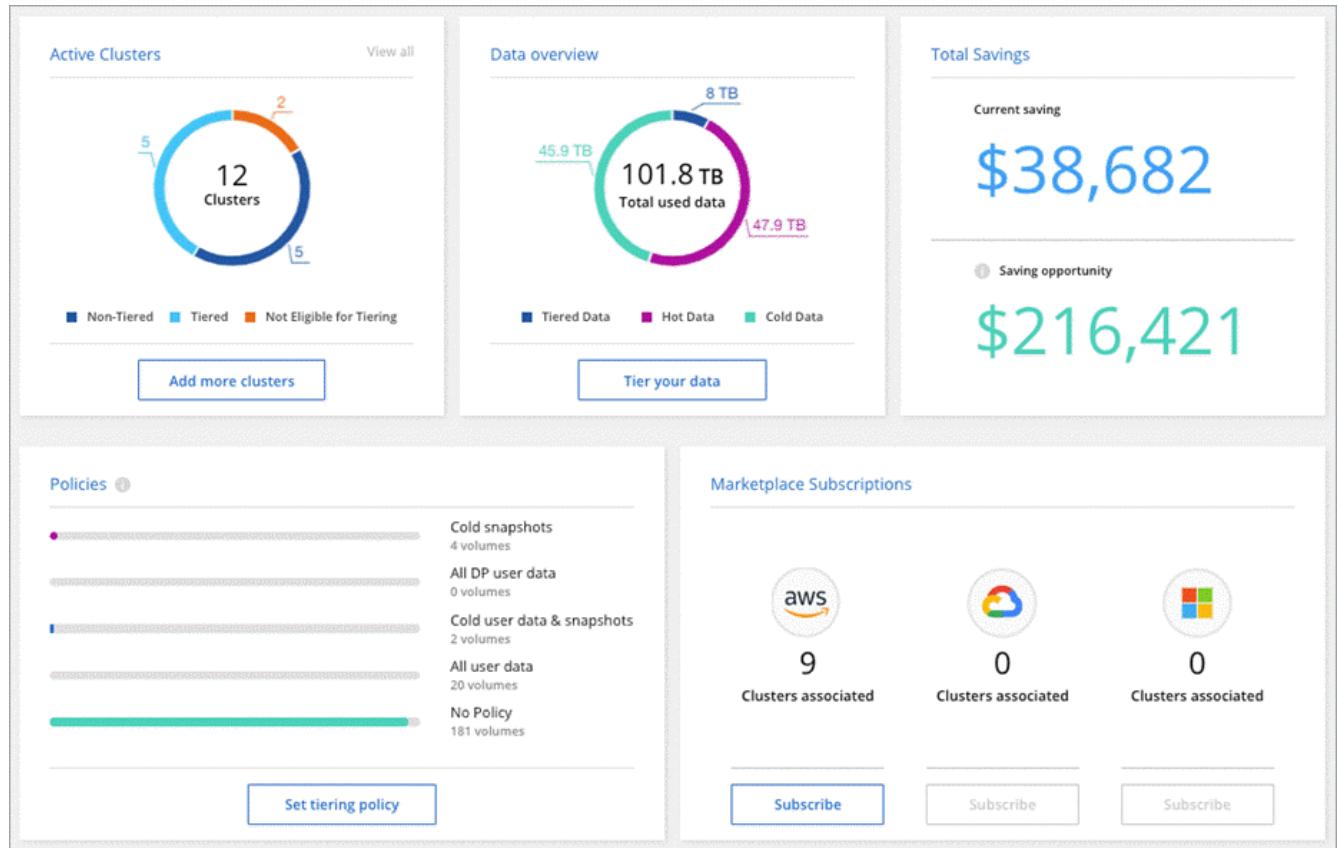 Active Clusters
View all
2
5
12
Clusters
5
Non-Tiered
Tiered
Not Eligible for Tiering
Add more clusters
Data overview
8 TB
45.9 TB
101.8 TB
Total used data
47.9 TB
Tiered Data
Hot Data
Cold Data
Tier your data
Total Savings
Current saving
$38,682
i Saving opportunity
$216,421
Policies i
Cold snapshots
4 volumes
All DP user data
0 volumes
Cold user data & snapshots
2 volumes
All user data
20 volumes
No Policy
181 volumes
Set tiering policy
Marketplace Subscriptions
aws
9
Clusters associated
Subscribe
0
Clusters associated
Subscribe
0
Clusters associated
Subscribe